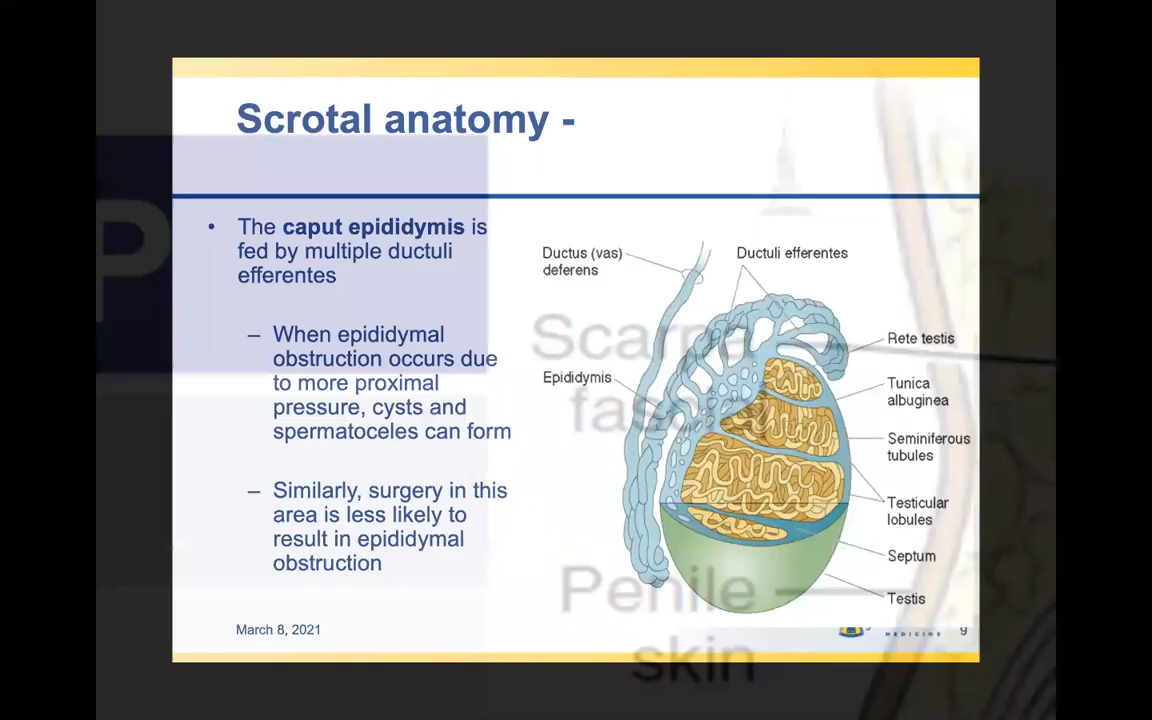 Scrotal anatomy -
• The caput epididymis is
fed by multiple ductuli
efferentes
– When epididymal
obstruction occurs due
to more proximal
pressure, cysts and
spermatoceles can form
– Similarly, surgery in this
area is less likely to
result in epididymal
obstruction
Ductus (vas)
deferens
Ductuli efferentes
Epididymis
Rete testis
Tunica
albuginea
Seminiferous
tubules
Testicular
lobules
Septum
Testis
Scarpa
fascia
Penile
skin
P
March 8, 2021
MEDICINE
9